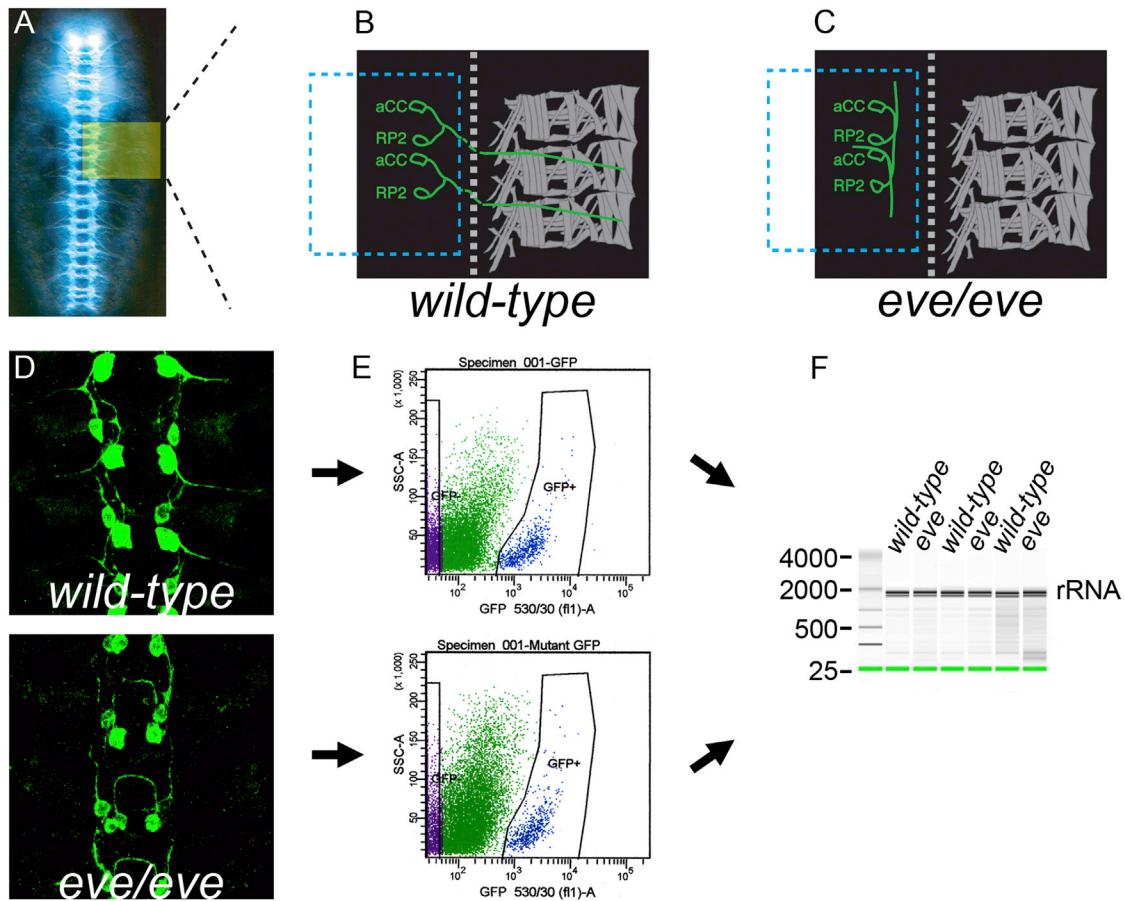 A
B
aCC
RP2
aCC
RP2
wild-type
C
aCC
RP2
aCC
RP2
eve/eve
D
wild-type
eve/eve
E
Specimen_001-GFP
(x 1,000)
SSC-A
250
200
150
100
50
GFP-
GFP+
10² 10³ 10⁴ 10⁵
GFP 530/30 (fl1)-A
Specimen_001-Mutant GFP
(x 1,000)
SSC-A
250
200
150
100
50
GFP-
GFP+
10² 10³ 10⁴ 10⁵
GFP 530/30 (fl1)-A
F
wild-type
eve
wild-type
eve
wild-type
eve
4000
2000
500
25
rRNA